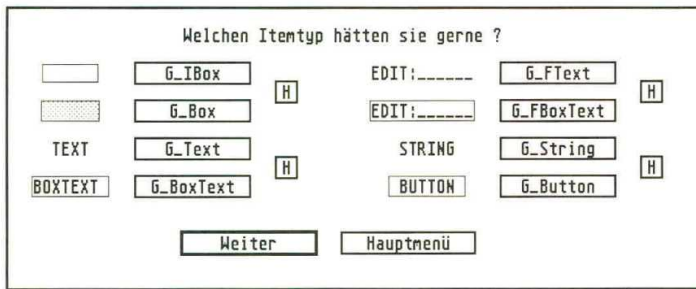 Welchen Itemtyp hätten sie gerne ?
G_IBox EDIT:______ G_FText
H H
G_Box EDIT:______ G_FBoxText
TEXT G_Text STRING G_String
H H
BOXTEXT G_BoxText BUTTON G_Button
Weiter Hauptmenü